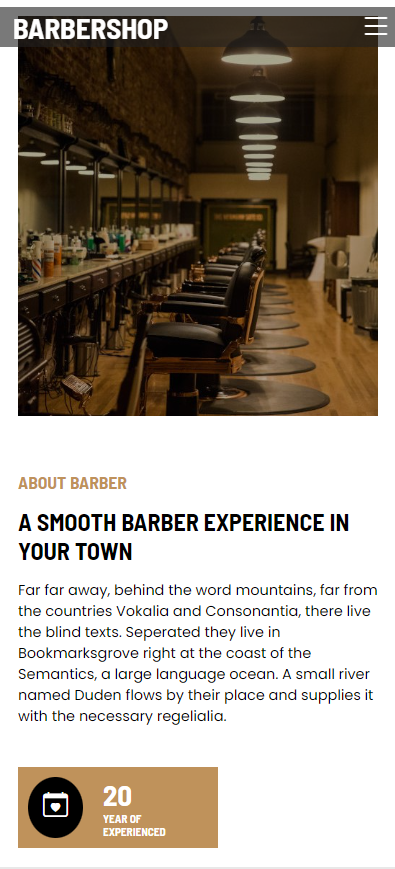 BARBERSHOP
ABOUT BARBER
A SMOOTH BARBER EXPERIENCE IN
YOUR TOWN
Far far away, behind the word mountains, far from
the countries Vokalia and Consonantia, there live
the blind texts. Seperated they live in
Bookmarksgrove right at the coast of the
Semantics, a large language ocean. A small river
named Duden flows by their place and supplies it
with the necessary regelialia.
20
YEAR OF
EXPERIENCED